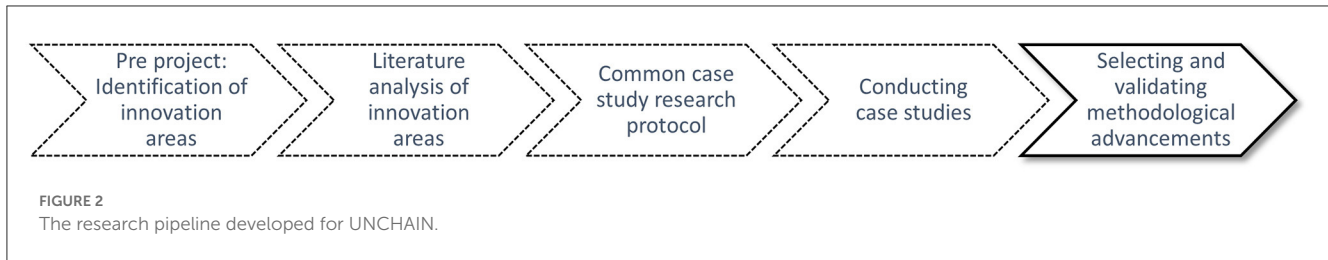 Pre project:
Identification of
innovation
areas
Literature
analysis of
innovation
areas
Common case
study research
protocol
Conducting
case studies
Selecting and
validating
methodological
advancements
FIGURE 2
The research pipeline developed for UNCHAIN.